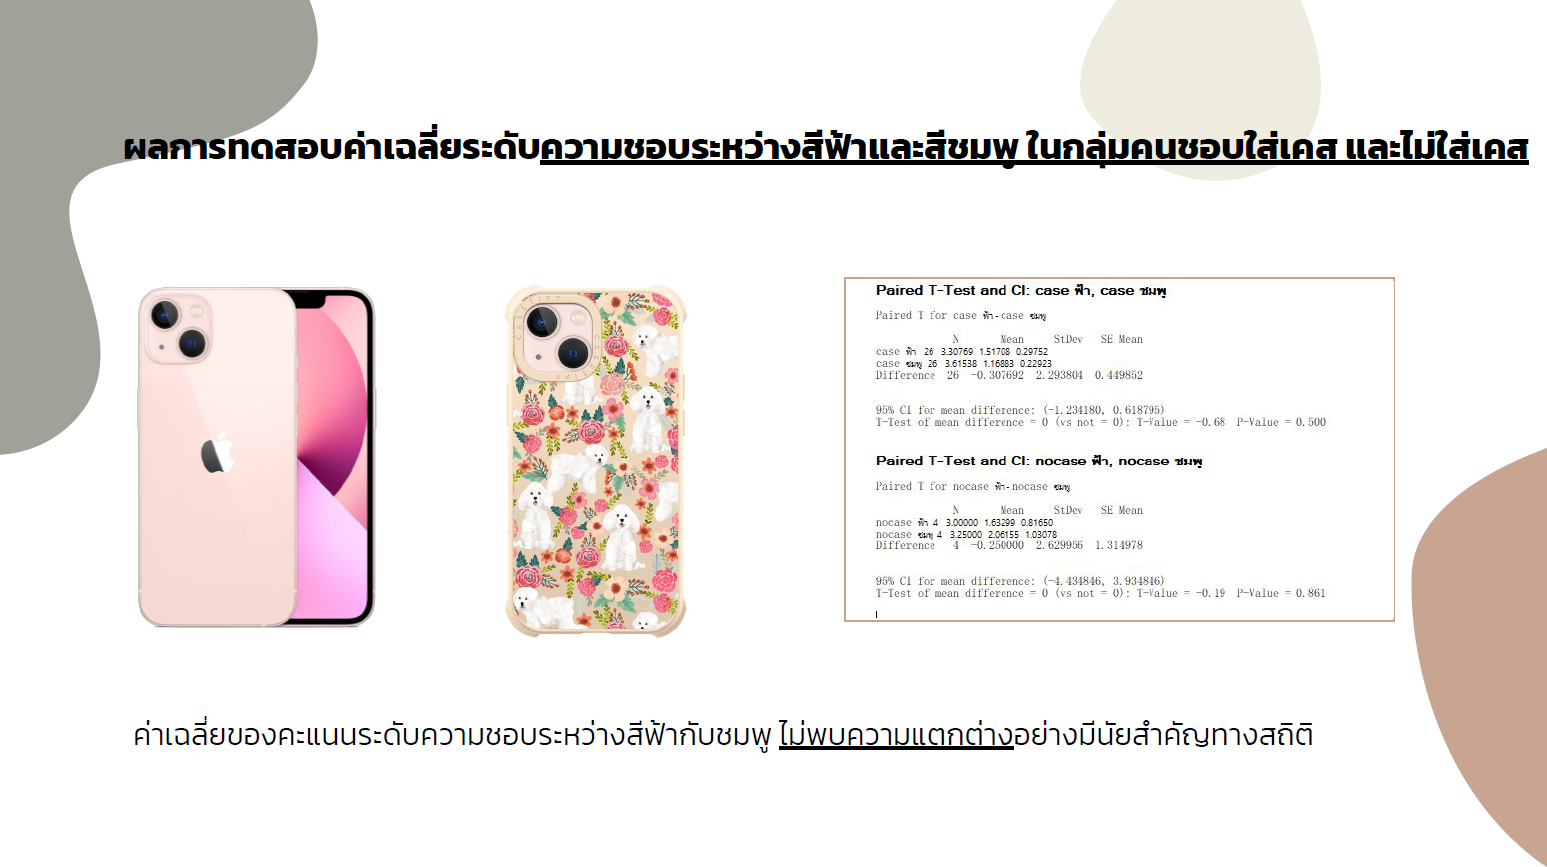 ผลการทดสอบค่าเฉลี่ยระดับความชอบระหว่างสีฟ้าและสีชมพู ในกลุ่มคนชอบใส่เคส และไม่ใส่เคส
CASETIFY
CASETIFY
Paired T-Test and CI: case ฟ้า, case ชมพู
Paired T for case ฟ้า - case ชมพู
N Mean StDev SE Mean
case ฟ้า 26 3.30769 1.51708 0.29752
case ชมพู 26 3.61538 1.16883 0.22923
Difference 26 -0.307692 2.293804 0.449852
95% CI for mean difference: (-1.234180, 0.618795)
T-Test of mean difference = 0 (vs not = 0): T-Value = -0.68 P-Value = 0.500
Paired T-Test and CI: nocase ฟ้า, nocase ชมพู
Paired T for nocase ฟ้า - nocase ชมพู
N Mean StDev SE Mean
nocase ฟ้า 4 3.00000 1.63299 0.81650
nocase ชมพู 4 3.25000 2.06155 1.03078
Difference 4 -0.250000 2.629956 1.314978
95% CI for mean difference: (-4.434846, 3.934846)
T-Test of mean difference = 0 (vs not = 0): T-Value = -0.19 P-Value = 0.861
ค่าเฉลี่ยของคะแนนระดับความชอบระหว่างสีฟ้ากับชมพู ไม่พบความแตกต่างอย่างมีนัยสำคัญทางสถิติ